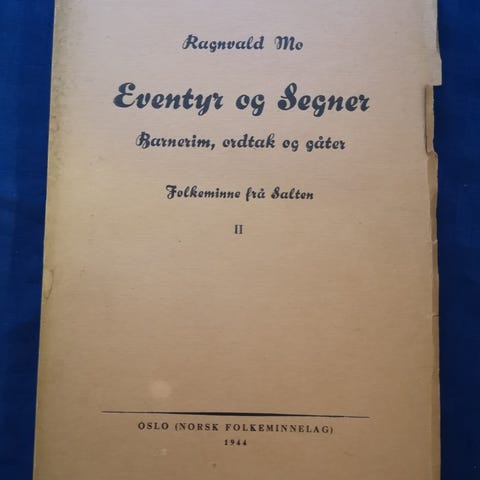 Ragnvald Mo
Eventyr og Segner
Barnerim, ordtak og gåter
Folkeminne frå Salten
II
OSLO (NORSK FOLKEMINNELAG)
1944